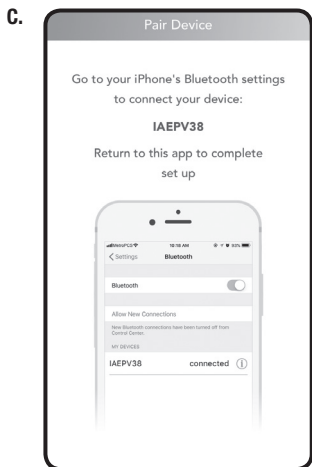 C.
Pair Device
Go to your iPhone's Bluetooth settings
to connect your device:
IAEPV38
Return to this app to complete
set up
MetroPCS 10:18 AM 93%
Settings Bluetooth
Bluetooth
Allow New Connections
New Bluetooth connections have been turned off from
Control Center.
MY DEVICES
IAEPV38 connected